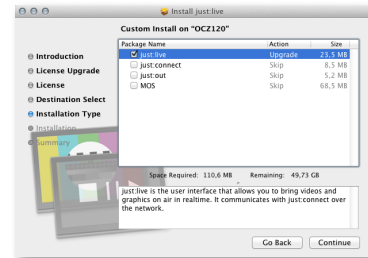 Install just:live
Custom Install on "OCZ120"
Package Name Action Size
just:live Upgrade 23,5 MB
just:connect Skip 8,5 MB
just:out Skip 5,2 MB
MOS Skip 68,5 MB
Introduction
License Upgrade
License
Destination Select
Installation Type
Installation
Summary
Space Required: 110,6 MB Remaining: 49,73 GB
just:live is the user interface that allows you to bring videos and
graphics on air in realtime. It communicates with just:connect over
the network.
Go Back Continue